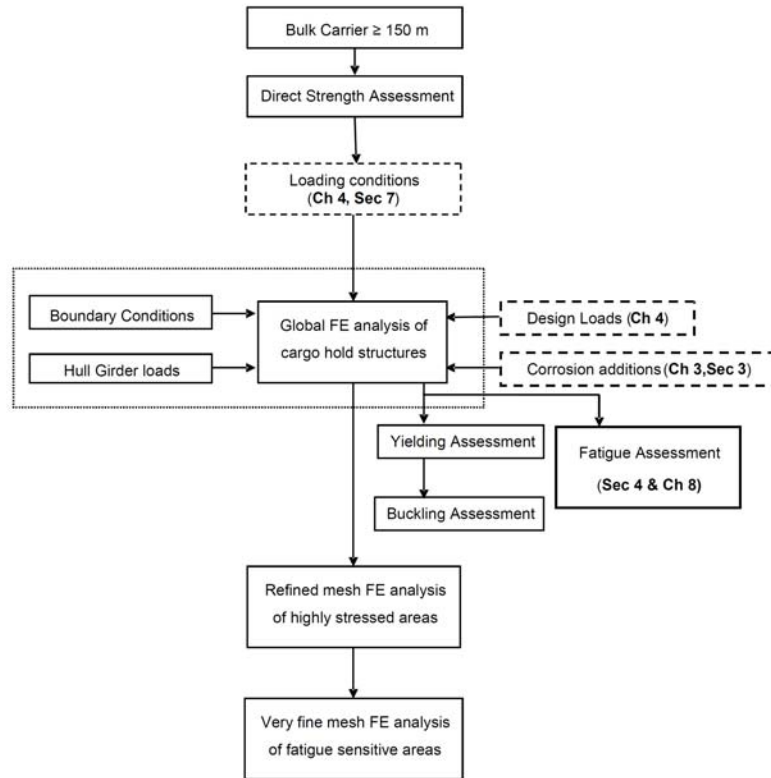 Bulk Carrier ≥ 150 m
Direct Strength Assessment
Loading conditions
(Ch 4, Sec 7)
Boundary Conditions
Hull Girder loads
Global FE analysis of
cargo hold structures
Design Loads (Ch 4)
Corrosion additions (Ch 3,Sec 3)
Yielding Assessment
Buckling Assessment
Fatigue Assessment
(Sec 4 & Ch 8)
Refined mesh FE analysis
of highly stressed areas
Very fine mesh FE analysis
of fatigue sensitive areas